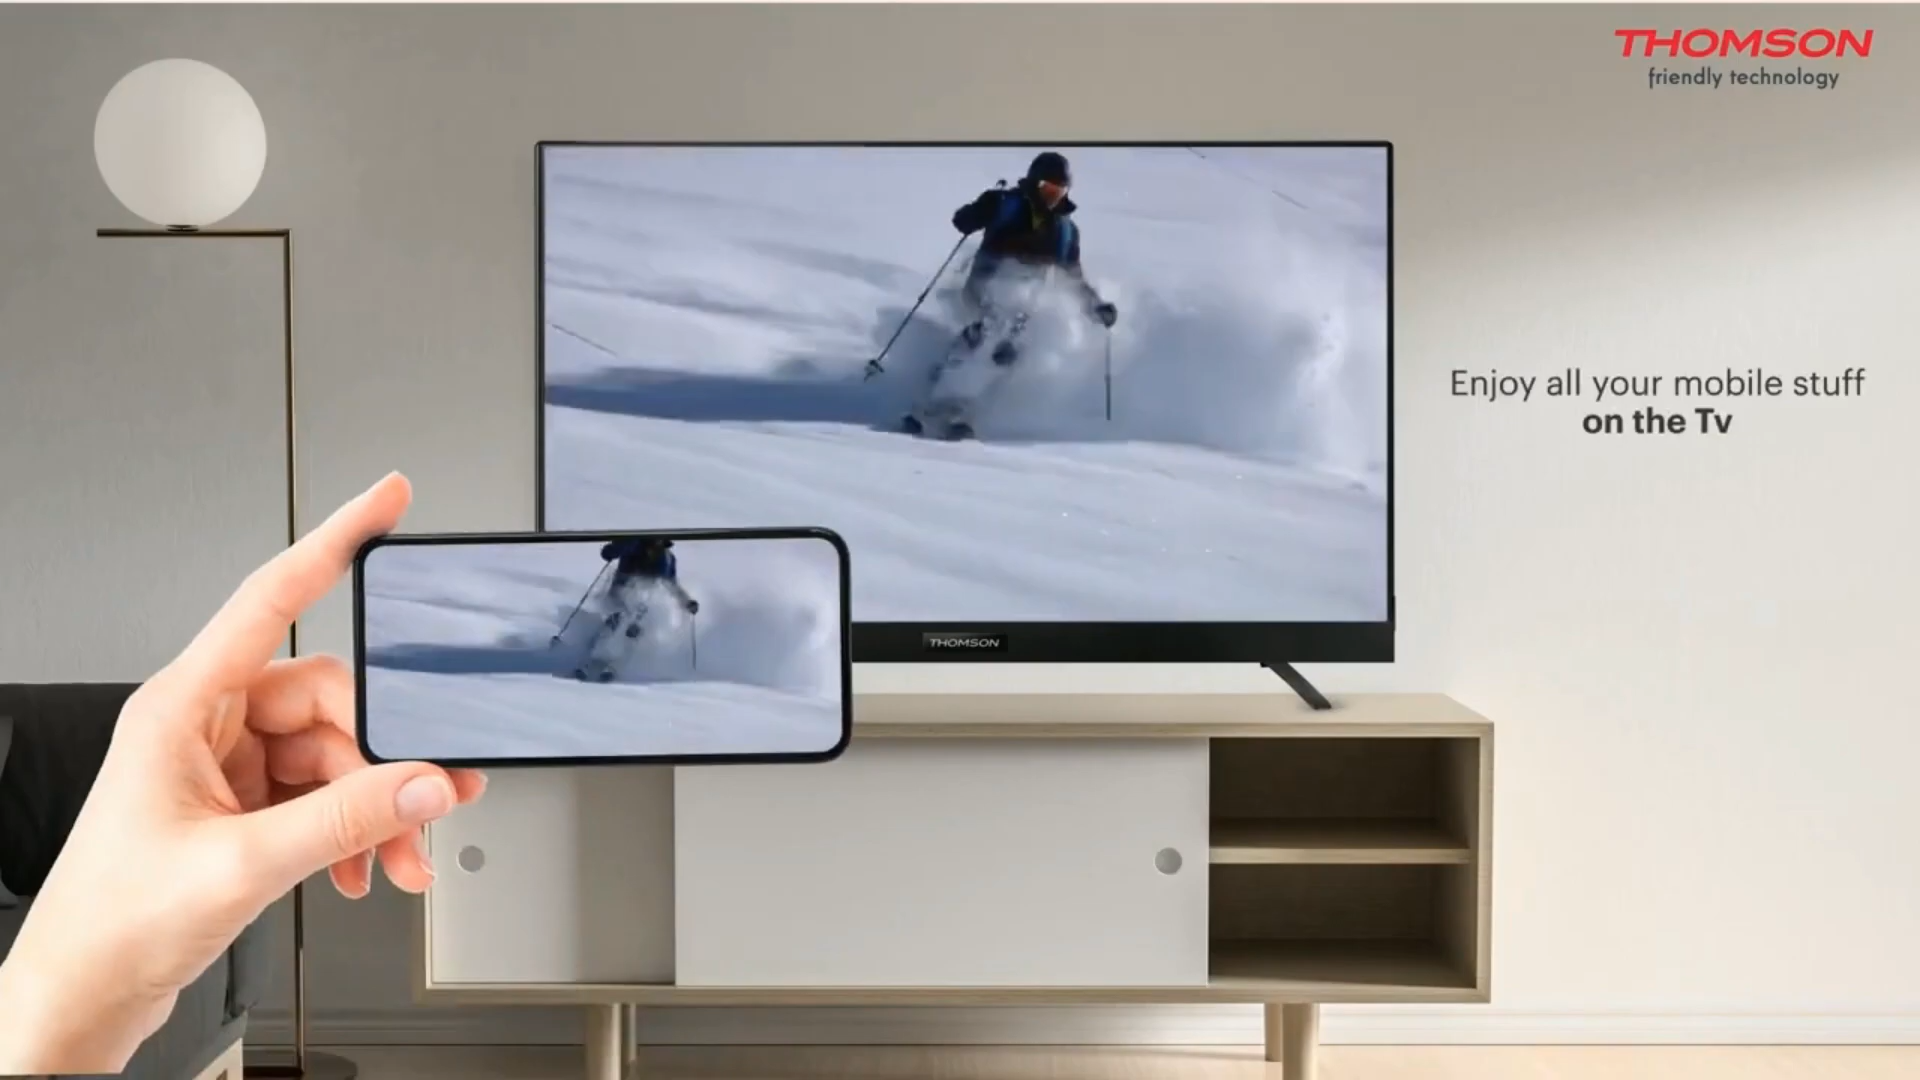 THOMSON
friendly technology
Enjoy all your mobile stuff
on the Tv
THOMSON